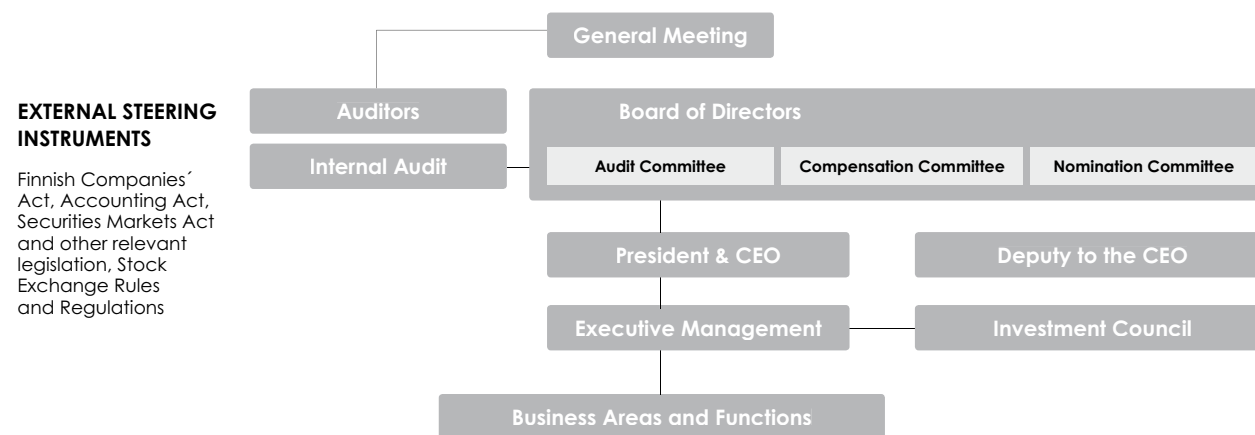 General Meeting
EXTERNAL STEERING
INSTRUMENTS
Finnish Companies´
Act, Accounting Act,
Securities Markets Act
and other relevant
legislation, Stock
Exchange Rules
and Regulations
Auditors
Board of Directors
Internal Audit
Audit Committee
Compensation Committee
Nomination Committee
President & CEO
Deputy to the CEO
Executive Management
Investment Council
Business Areas and Functions